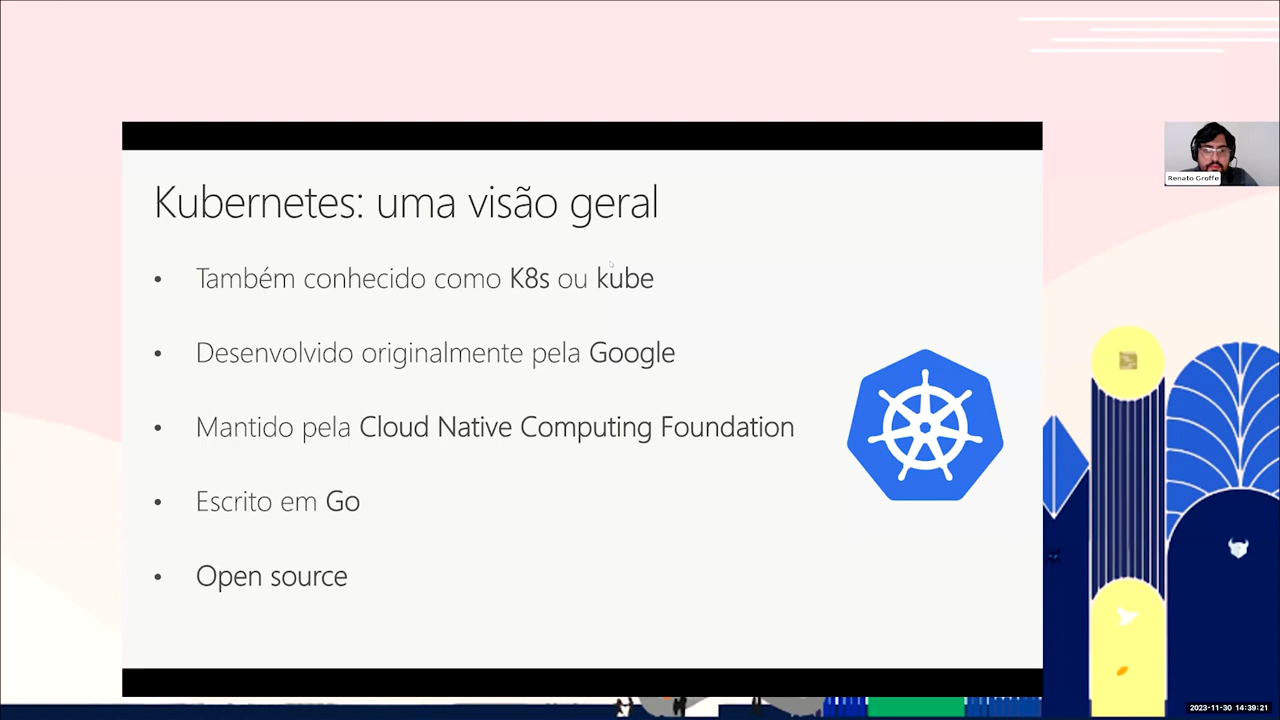 Kubernetes: uma visão geral
• Também conhecido como K8s ou kube
• Desenvolvido originalmente pela Google
• Mantido pela Cloud Native Computing Foundation
• Escrito em Go
• Open source
Renato Groffe
2023-11-30 14:39:21